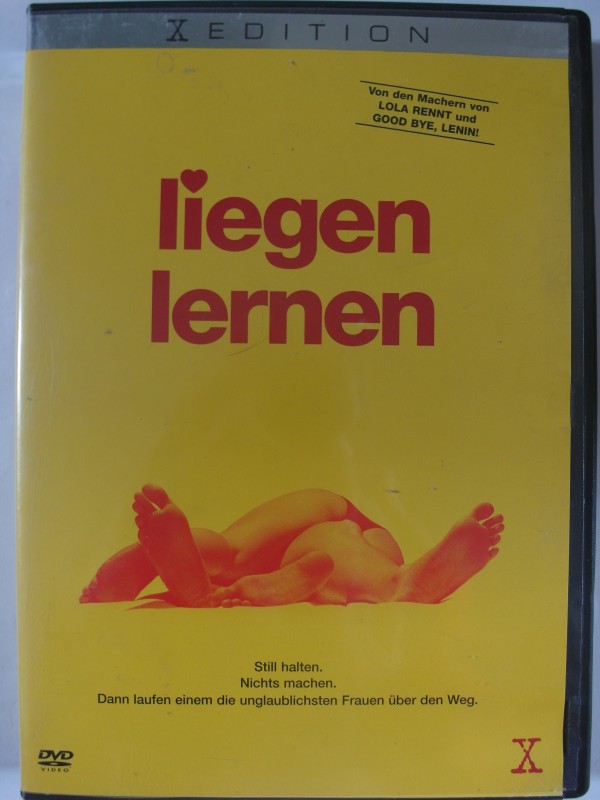 X EDITION
Von den Machern von
LOLA RENNT und
GOOD BYE, LENIN!
liegen
lernen
Still halten.
Nichts machen.
Dann laufen einem die unglaublichsten Frauen über den Weg.
DVD
VIDEO
X